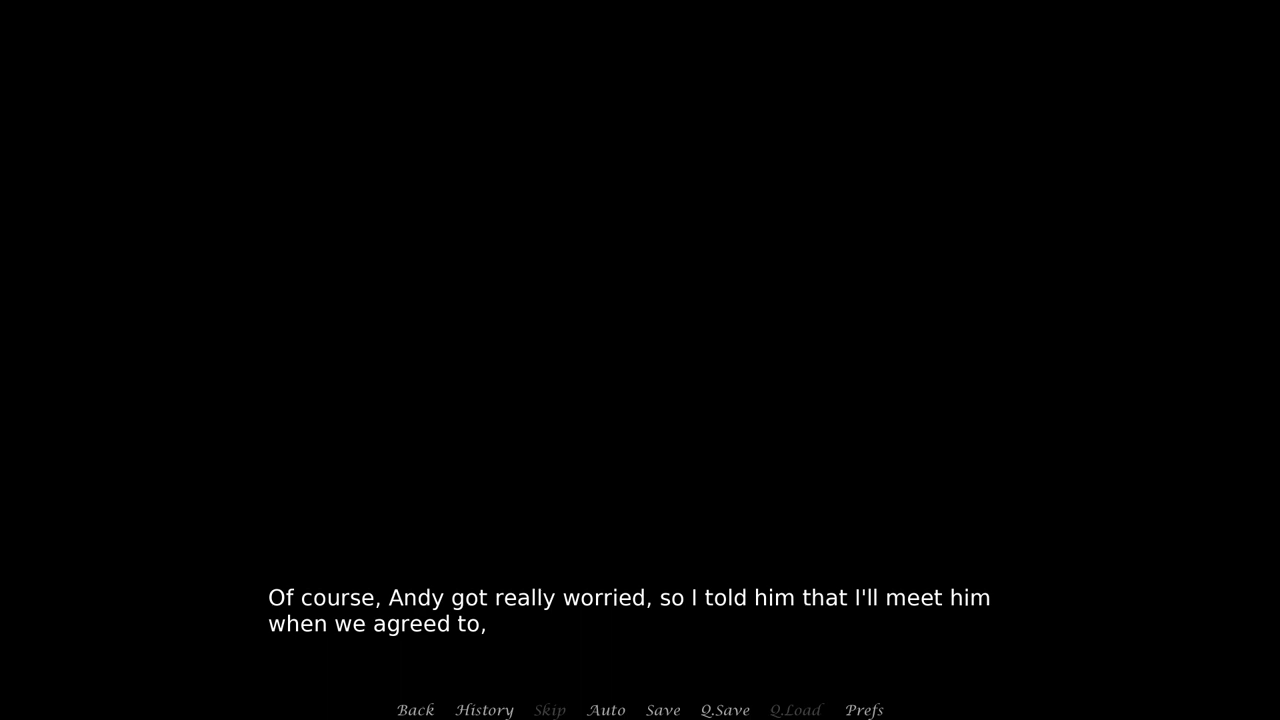 Of course, Andy got really worried, so I told him that I'll meet him
when we agreed to,
Back History Skip Auto Save Q.Save Q.Load Prefs